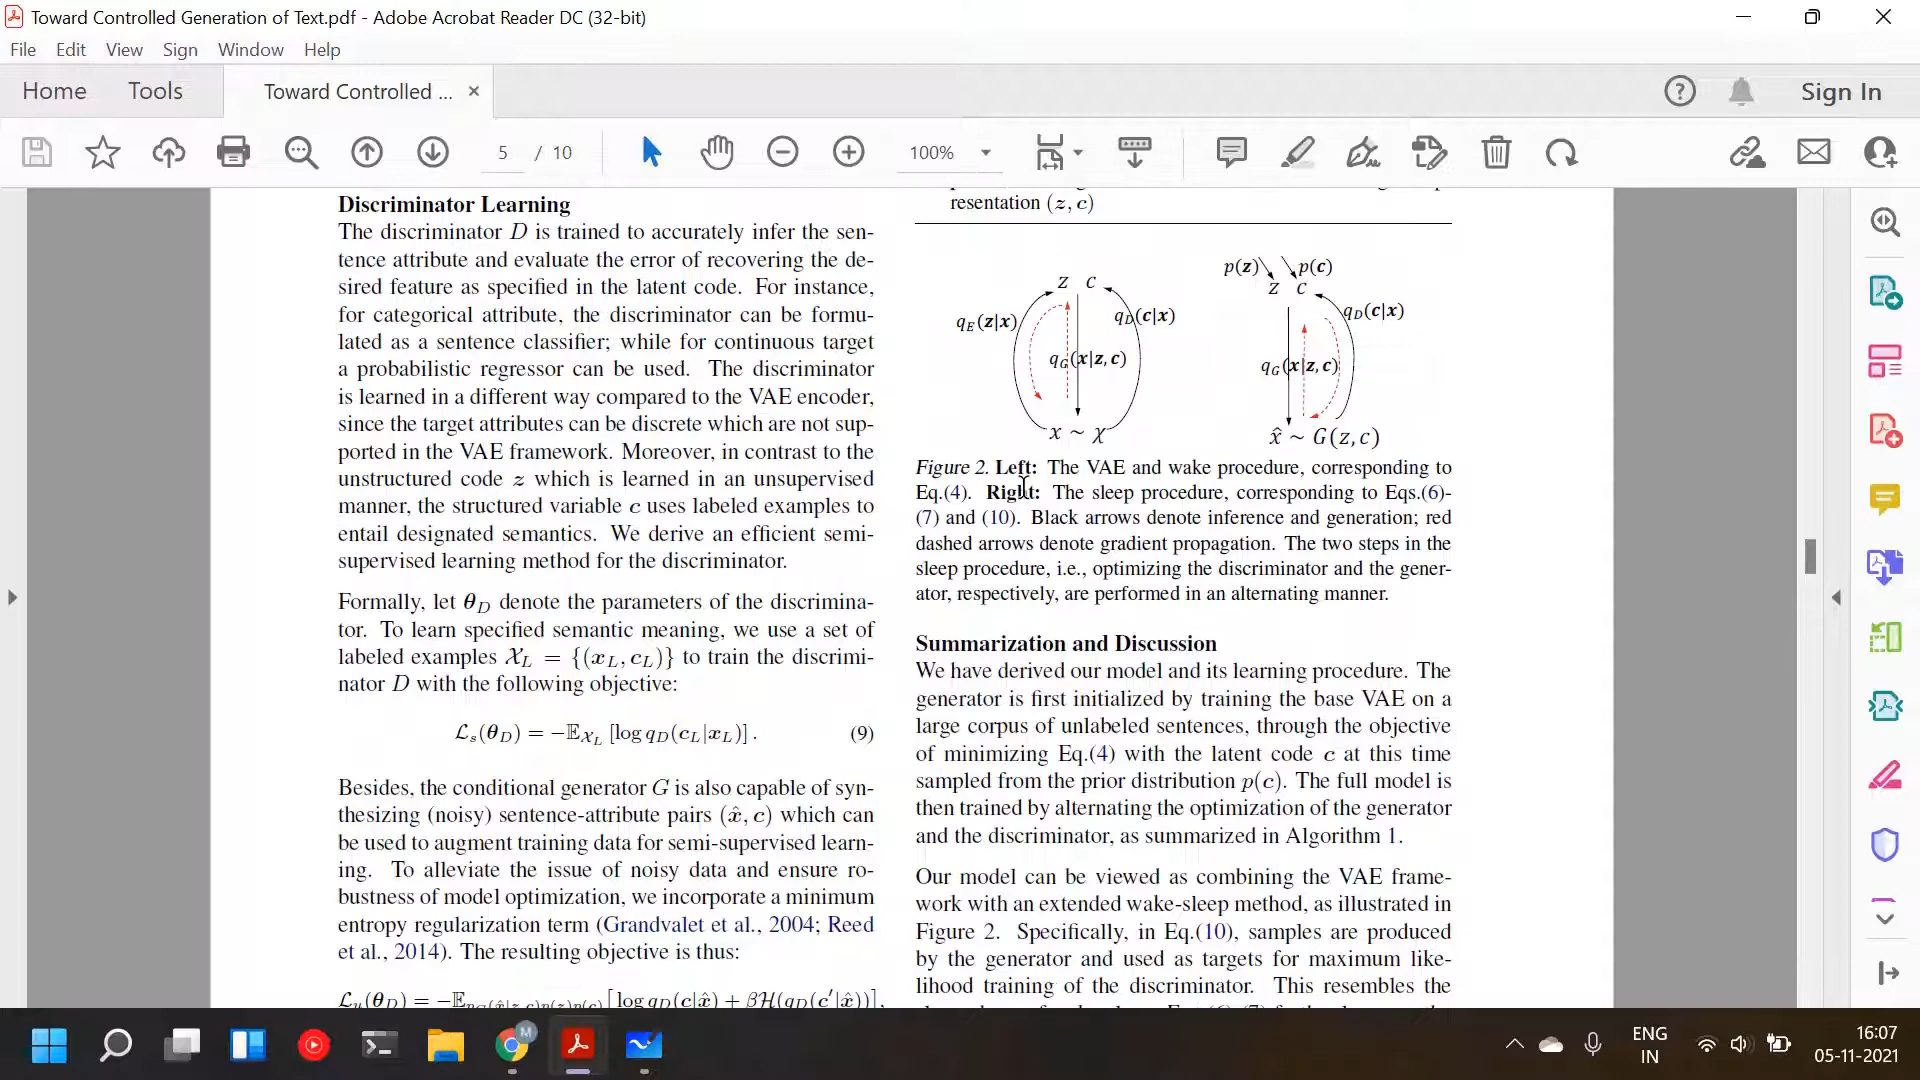 Toward Controlled Generation of Text.pdf - Adobe Acrobat Reader DC (32-bit)
File Edit View Sign Window Help
Home Tools Toward Controlled ... × Sign In
5 / 10 100%
Discriminator Learning
The discriminator D is trained to accurately infer the sen-
tence attribute and evaluate the error of recovering the de-
sired feature as specified in the latent code. For instance,
for categorical attribute, the discriminator can be formu-
lated as a sentence classifier; while for continuous target
a probabilistic regressor can be used. The discriminator
is learned in a different way compared to the VAE encoder,
since the target attributes can be discrete which are not sup-
ported in the VAE framework. Moreover, in contrast to the
unstructured code z which is learned in an unsupervised
manner, the structured variable c uses labeled examples to
entail designated semantics. We derive an efficient semi-
supervised learning method for the discriminator.
Formally, let θ_D denote the parameters of the discrimina-
tor. To learn specified semantic meaning, we use a set of
labeled examples X_L = {(x_L, c_L)} to train the discrimi-
nator D with the following objective:
L_s(θ_D) = −E_{X_L} [log q_D(c_L|x_L)] . (9)
Besides, the conditional generator G is also capable of syn-
thesizing (noisy) sentence-attribute pairs (x̂, c) which can
be used to augment training data for semi-supervised learn-
ing. To alleviate the issue of noisy data and ensure ro-
bustness of model optimization, we incorporate a minimum
entropy regularization term (Grandvalet et al., 2004; Reed
et al., 2014). The resulting objective is thus:
L_u(θ_D) = −E_{p_G(x̂|z,c)p(z)p(c)} [log q_D(c|x̂) + βH(q_D(c′|x̂))],
resentation (z, c)
z c
q_E(z|x) q_D(c|x)
q_G(x|z, c)
x ~ X
p(z) p(c)
z c
q_D(c|x)
q_G(x|z, c)
x̂ ~ G(z, c)
Figure 2. Left: The VAE and wake procedure, corresponding to
Eq.(4). Right: The sleep procedure, corresponding to Eqs.(6)-
(7) and (10). Black arrows denote inference and generation; red
dashed arrows denote gradient propagation. The two steps in the
sleep procedure, i.e., optimizing the discriminator and the gener-
ator, respectively, are performed in an alternating manner.
Summarization and Discussion
We have derived our model and its learning procedure. The
generator is first initialized by training the base VAE on a
large corpus of unlabeled sentences, through the objective
of minimizing Eq.(4) with the latent code c at this time
sampled from the prior distribution p(c). The full model is
then trained by alternating the optimization of the generator
and the discriminator, as summarized in Algorithm 1.
Our model can be viewed as combining the VAE frame-
work with an extended wake-sleep method, as illustrated in
Figure 2. Specifically, in Eq.(10), samples are produced
by the generator and used as targets for maximum like-
lihood training of the discriminator. This resembles the
M
ENG
IN
16:07
05-11-2021